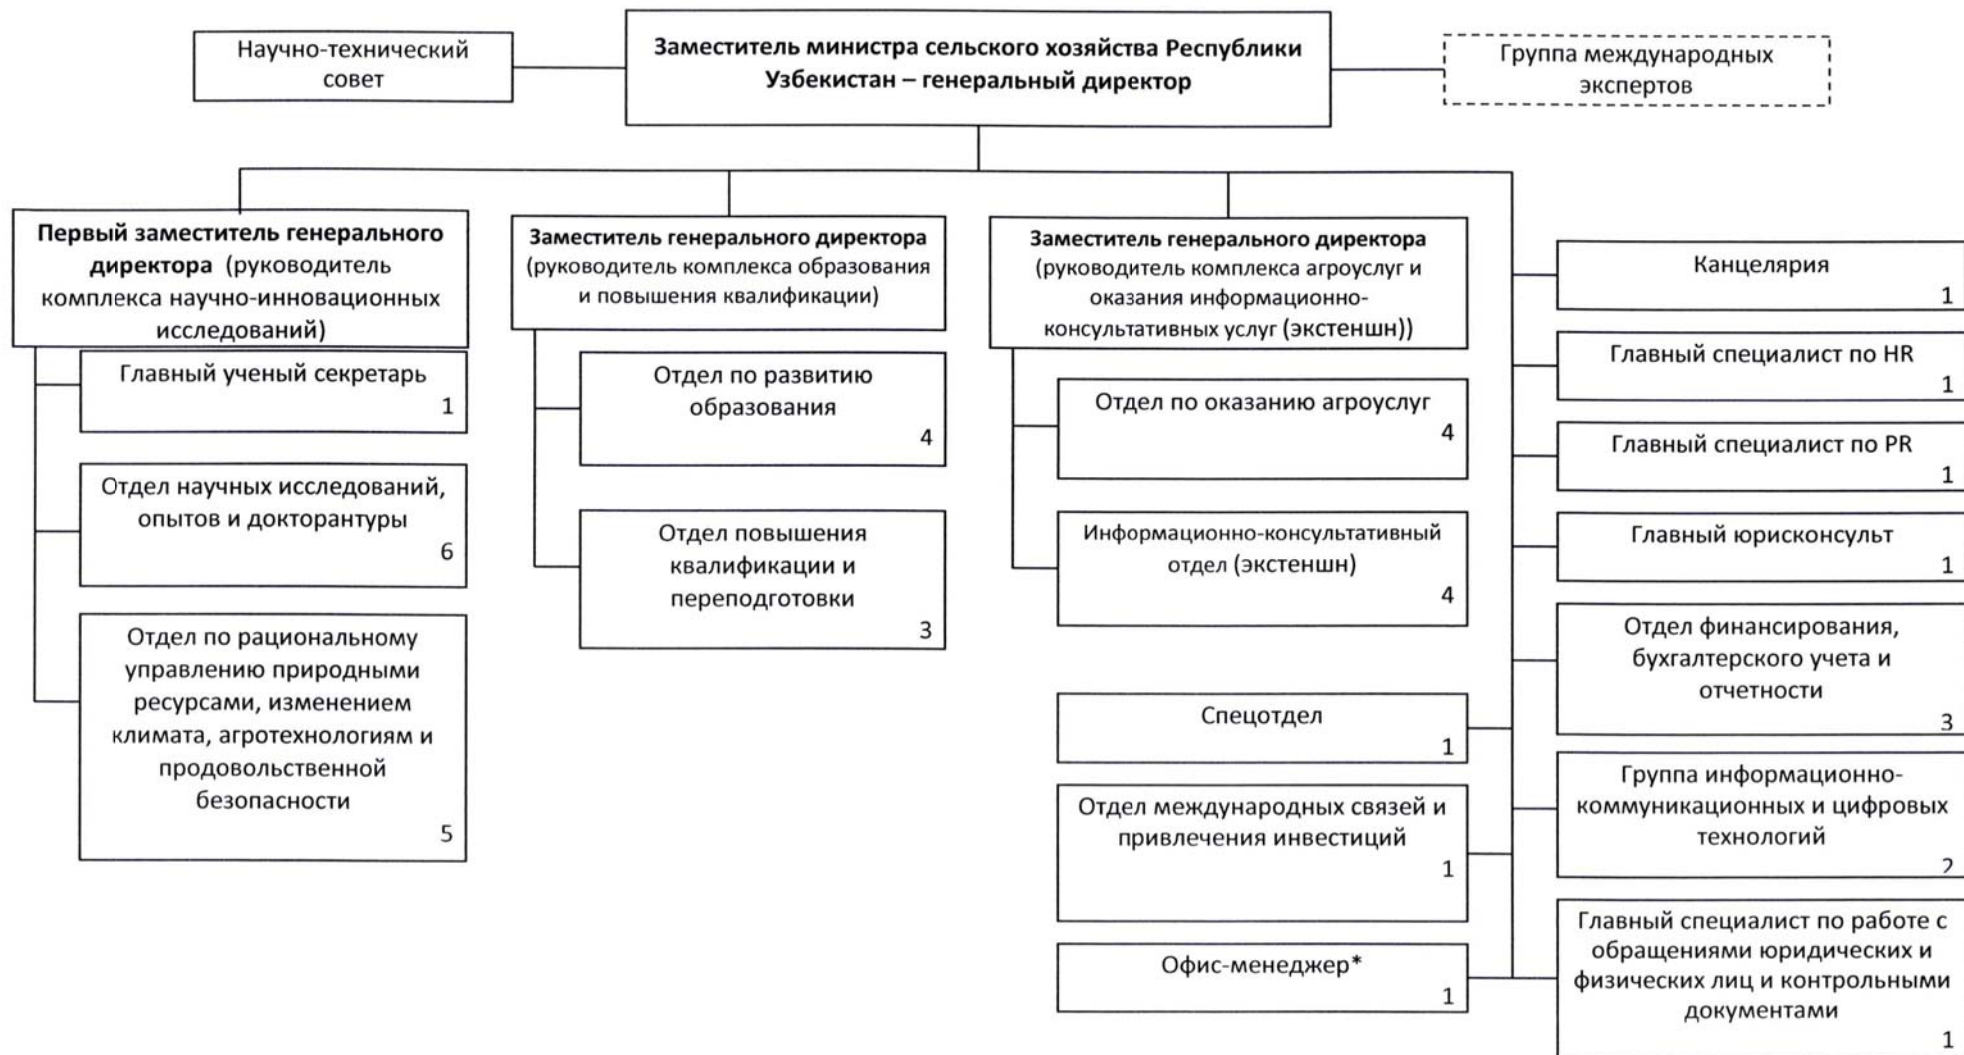 Научно-технический
совет
Заместитель министра сельского хозяйства Республики
Узбекистан – генеральный директор
Группа международных
экспертов
Первый заместитель генерального
директора (руководитель
комплекса научно-инновационных
исследований)
Главный ученый секретарь
1
Отдел научных исследований,
опытов и докторантуры
6
Отдел по рациональному
управлению природными
ресурсами, изменением
климата, агротехнологиям и
продовольственной
безопасности
5
Заместитель генерального директора
(руководитель комплекса образования
и повышения квалификации)
Отдел по развитию
образования
4
Отдел повышения
квалификации и
переподготовки
3
Заместитель генерального директора
(руководитель комплекса агроуслуг и
оказания информационно-
консультативных услуг (экстеншн))
Отдел по оказанию агроуслуг
4
Информационно-консультативный
отдел (экстеншн)
4
Спецотдел
1
Отдел международных связей и
привлечения инвестиций
1
Офис-менеджер*
1
Канцелярия
1
Главный специалист по HR
1
Главный специалист по PR
1
Главный юрисконсульт
1
Отдел финансирования,
бухгалтерского учета и
отчетности
3
Группа информационно-
коммуникационных и цифровых
технологий
2
Главный специалист по работе с
обращениями юридических и
физических лиц и контрольными
документами
1